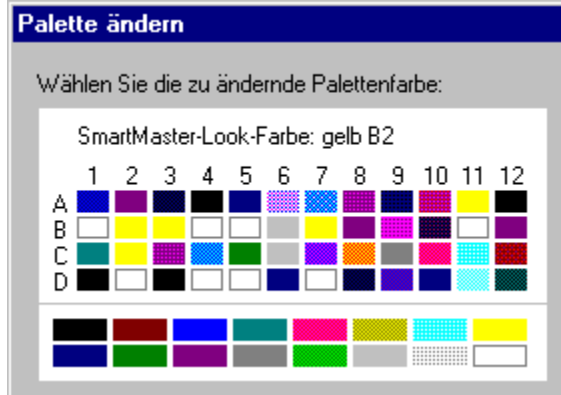 Palette ändern
Wählen Sie die zu ändernde Palettenfarbe:
SmartMaster-Look-Farbe: gelb B2
1 2 3 4 5 6 7 8 9 10 11 12
A
B
C
D